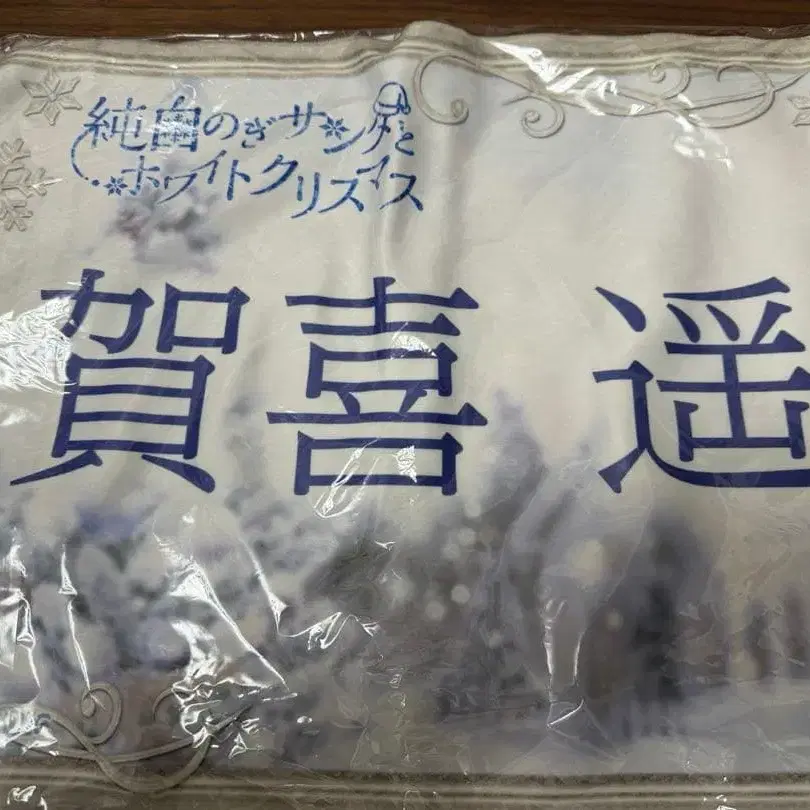 純白のぎサンタと
ホワイトクリスマス
賀喜 遥